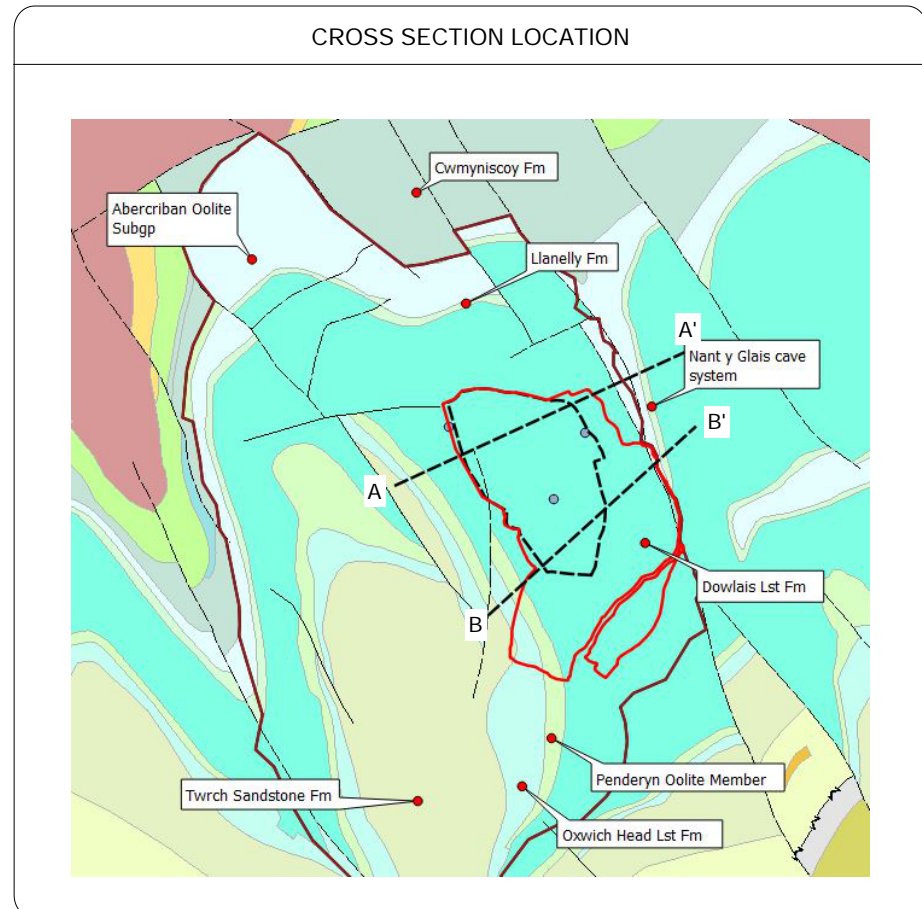 CROSS SECTION LOCATION
Cwmyniscoy Fm
Abercriban Oolite
Subgp
Llanelly Fm
A'
Nant y Glais cave
system
B'
A
Dowlais Lst Fm
B
Penderyn Oolite Member
Twrch Sandstone Fm
Oxwich Head Lst Fm